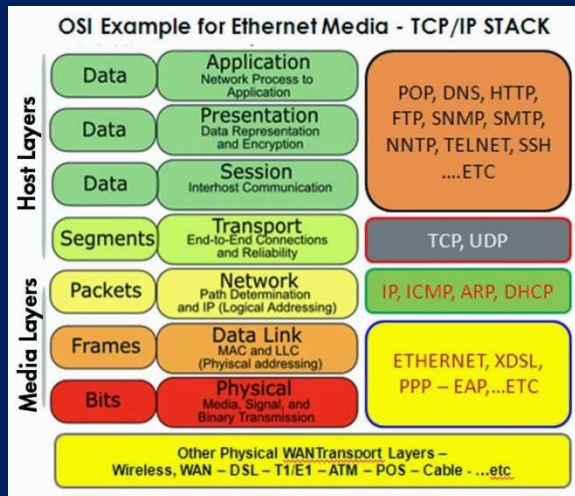 OSI Example for Ethernet Media - TCP/IP STACK
Host Layers
Data
Application
Network Process to
Application
Data
Presentation
Data Representation
and Encryption
Data
Session
Interhost Communication
POP, DNS, HTTP,
FTP, SNMP, SMTP,
NNTP, TELNET, SSH
....ETC
Segments
Transport
End-to-End Connections
and Reliability
TCP, UDP
Media Layers
Packets
Network
Path Determination
and IP (Logical Addressing)
IP, ICMP, ARP, DHCP
Frames
Data Link
MAC and LLC
(Phyiscal addressing)
Bits
Physical
Media, Signal, and
Binary Transmission
ETHERNET, XDSL,
PPP – EAP,...ETC
Other Physical WANTransport Layers –
Wireless, WAN – DSL – T1/E1 – ATM – POS – Cable - ...etc